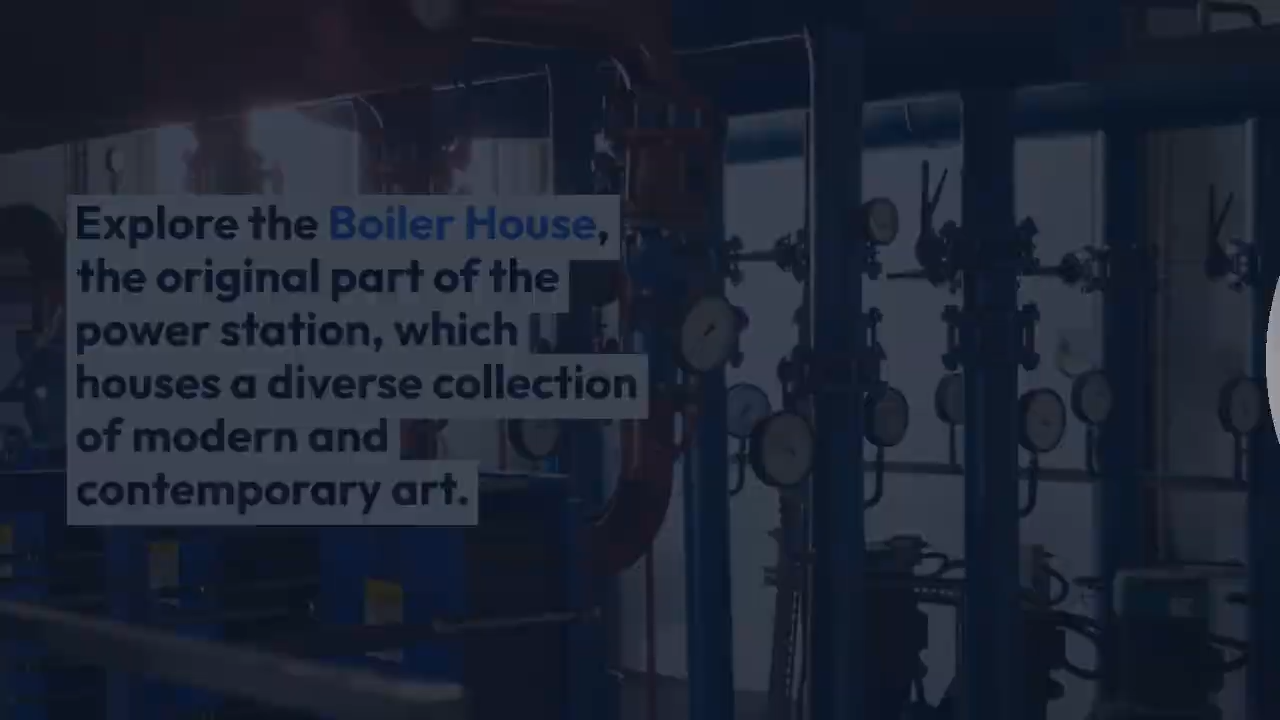 Explore the Boiler House,
the original part of the
power station, which
houses a diverse collection
of modern and
contemporary art.